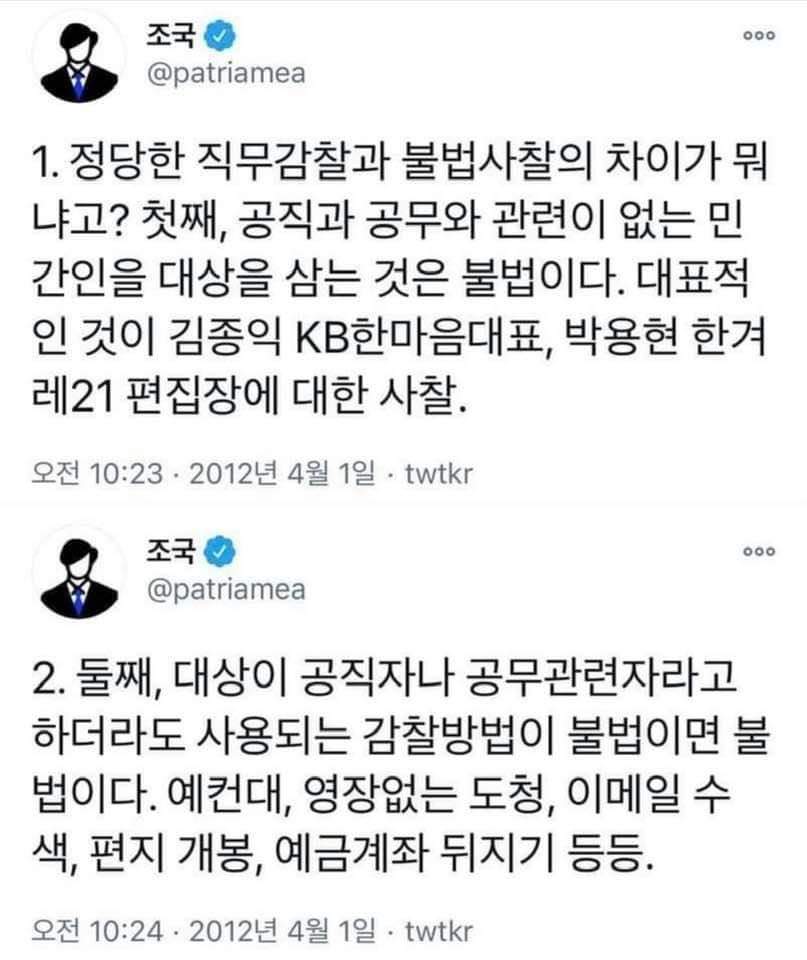 조국
@patriamea
1. 정당한 직무감찰과 불법사찰의 차이가 뭐
냐고? 첫째, 공직과 공무와 관련이 없는 민
간인을 대상을 삼는 것은 불법이다. 대표적
인 것이 김종익 KB한마음대표, 박용현 한겨
레21 편집장에 대한 사찰.
오전 10:23 · 2012년 4월 1일 · twtkr
조국
@patriamea
2. 둘째, 대상이 공직자나 공무관련자라고
하더라도 사용되는 감찰방법이 불법이면 불
법이다. 예컨대, 영장없는 도청, 이메일 수
색, 편지 개봉, 예금계좌 뒤지기 등등.
오전 10:24 · 2012년 4월 1일 · twtkr